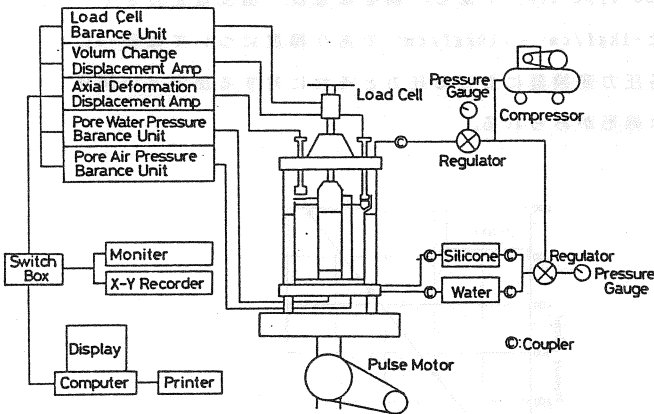 Load Cell
Barance Unit
Volum Change
Displacement Amp
Axial Deformation
Displacement Amp
Pore Water Pressure
Barance Unit
Pore Air Pressure
Barance Unit
Load Cell
Pressure
Gauge
Compressor
Regulator
©
Switch
Box
Moniter
X-Y Recorder
Display
Computer
Printer
© Silicone ©
© Water ©
Regulator
Pressure
Gauge
©:Coupler
Pulse Motor